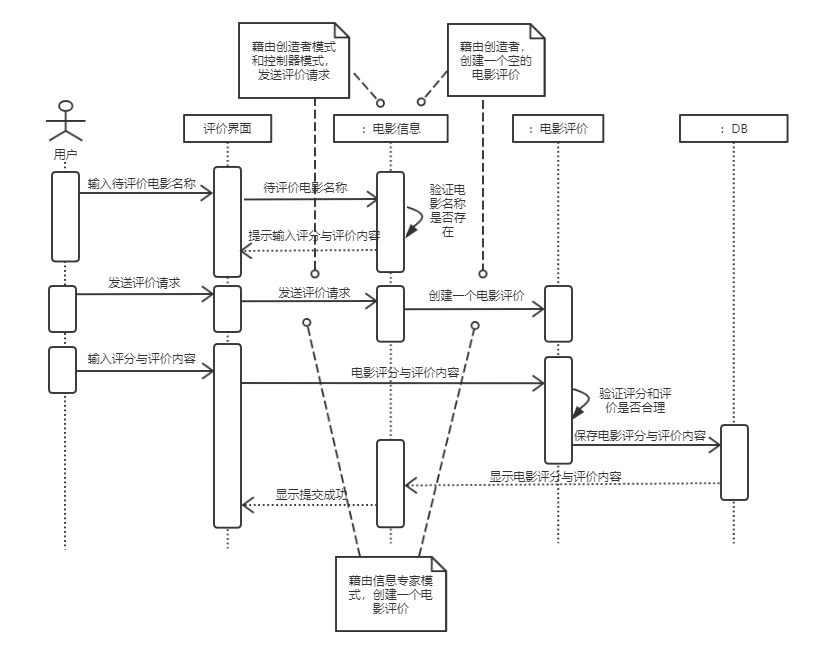 藉由创造者模式
和控制器模式，
发送评价请求
藉由创造者，
创建一个空的
电影评价
用户
评价界面
：电影信息
：电影评价
：DB
输入待评价电影名称
待评价电影名称
验证电
影名称
是否存
在
提示输入评分与评价内容
发送评价请求
发送评价请求
创建一个电影评价
输入评分与评价内容
电影评分与评价内容
验证评分和评
价是否合理
保存电影评分与评价内容
显示电影评分与评价内容
显示提交成功
藉由信息专家模
式，创建一个电
影评价